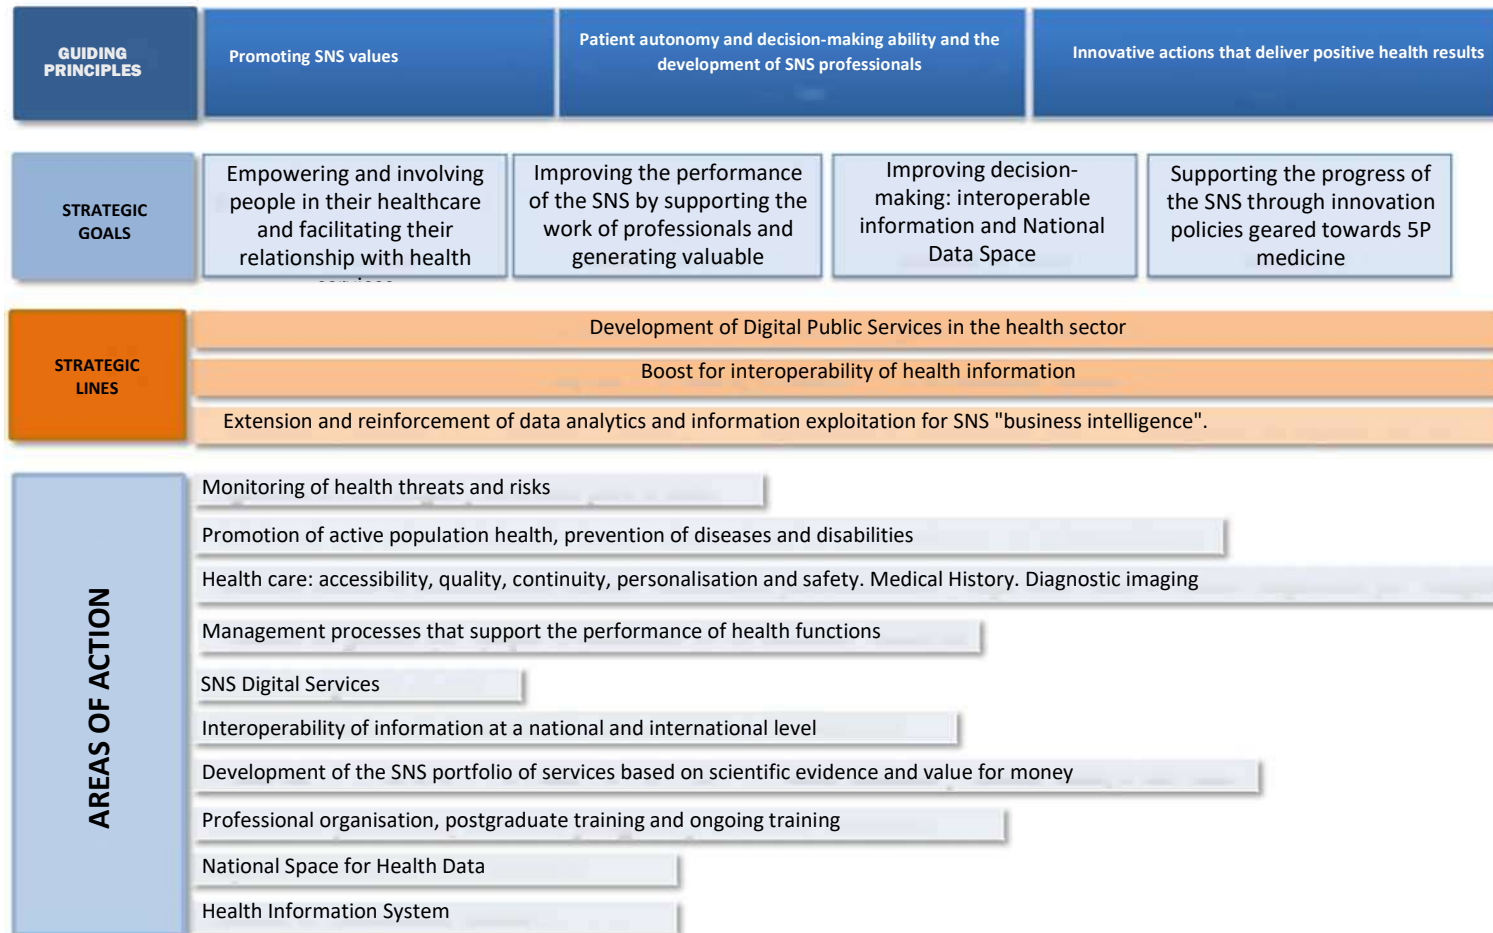 GUIDING
PRINCIPLES
Promoting SNS values
Patient autonomy and decision-making ability and the
development of SNS professionals
Innovative actions that deliver positive health results
STRATEGIC
GOALS
Empowering and involving
people in their healthcare
and facilitating their
relationship with health
Improving the performance
of the SNS by supporting the
work of professionals and
generating valuable
Improving decision-
making: interoperable
information and National
Data Space
Supporting the progress of
the SNS through innovation
policies geared towards 5P
medicine
STRATEGIC
LINES
Development of Digital Public Services in the health sector
Boost for interoperability of health information
Extension and reinforcement of data analytics and information exploitation for SNS "business intelligence".
AREAS OF ACTION
Monitoring of health threats and risks
Promotion of active population health, prevention of diseases and disabilities
Health care: accessibility, quality, continuity, personalisation and safety. Medical History. Diagnostic imaging
Management processes that support the performance of health functions
SNS Digital Services
Interoperability of information at a national and international level
Development of the SNS portfolio of services based on scientific evidence and value for money
Professional organisation, postgraduate training and ongoing training
National Space for Health Data
Health Information System